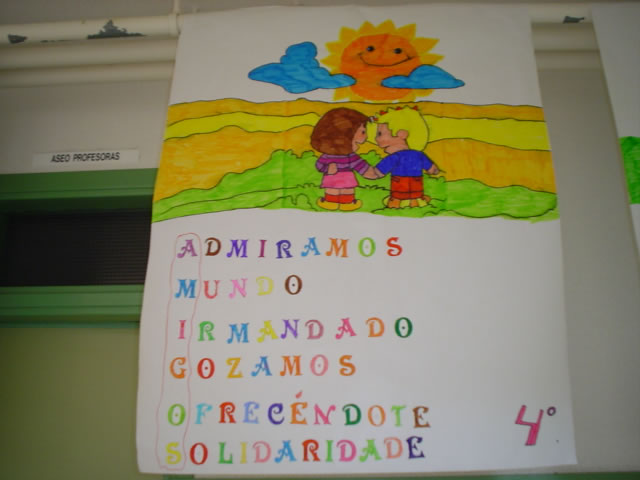 ASEO PROFESORAS
ADMIRAMOS
MUNDO
IRMANDADO
GOZAMOS
OFRECÉNDOTE
SOLIDARIDADE
4º